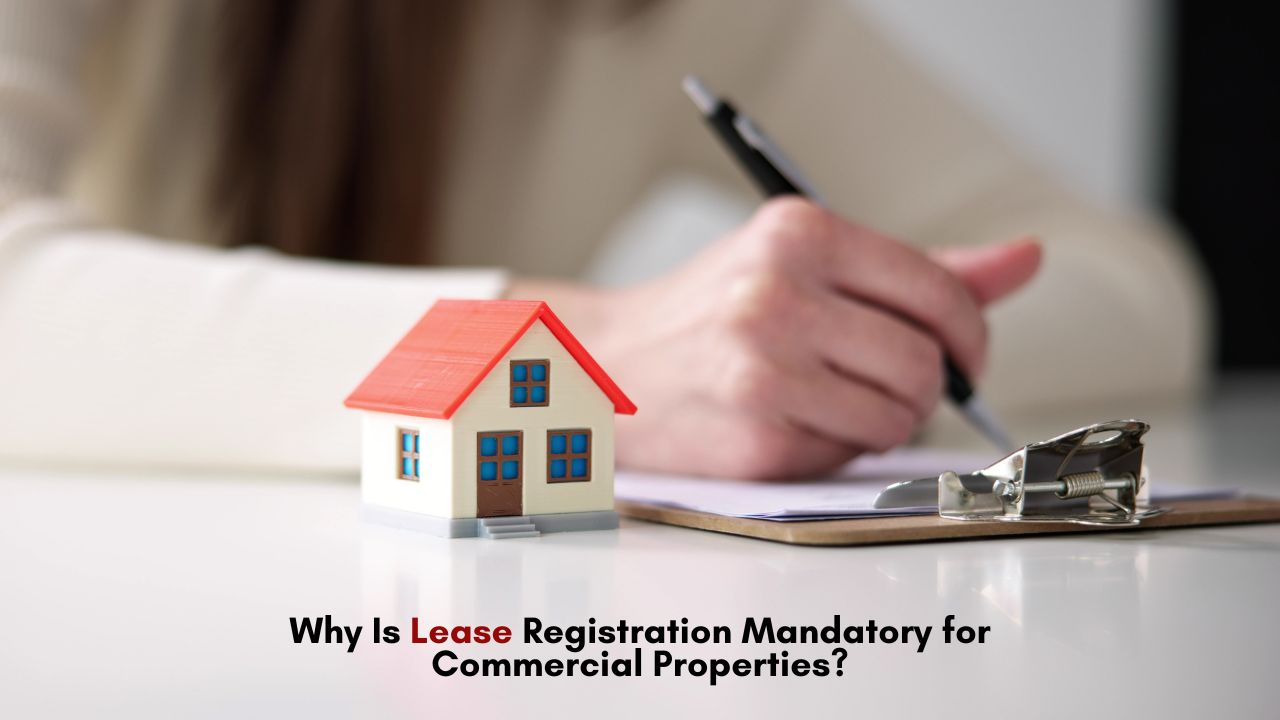 Why Is Lease Registration Mandatory for
Commercial Properties?